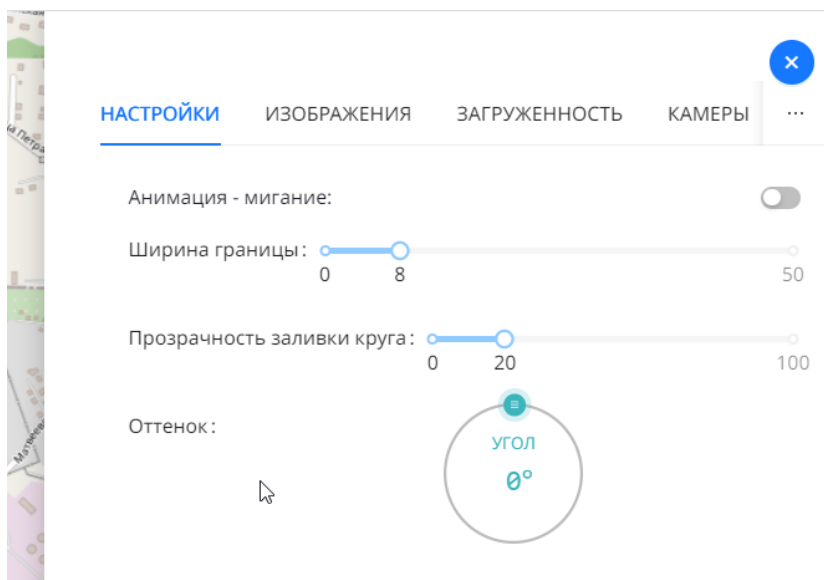 НАСТРОЙКИ ИЗОБРАЖЕНИЯ ЗАГРУЖЕННОСТЬ КАМЕРЫ ...
Анимация - мигание:
Ширина границы:
0 8 50
Прозрачность заливки круга:
0 20 100
Оттенок:
УГОЛ
0°